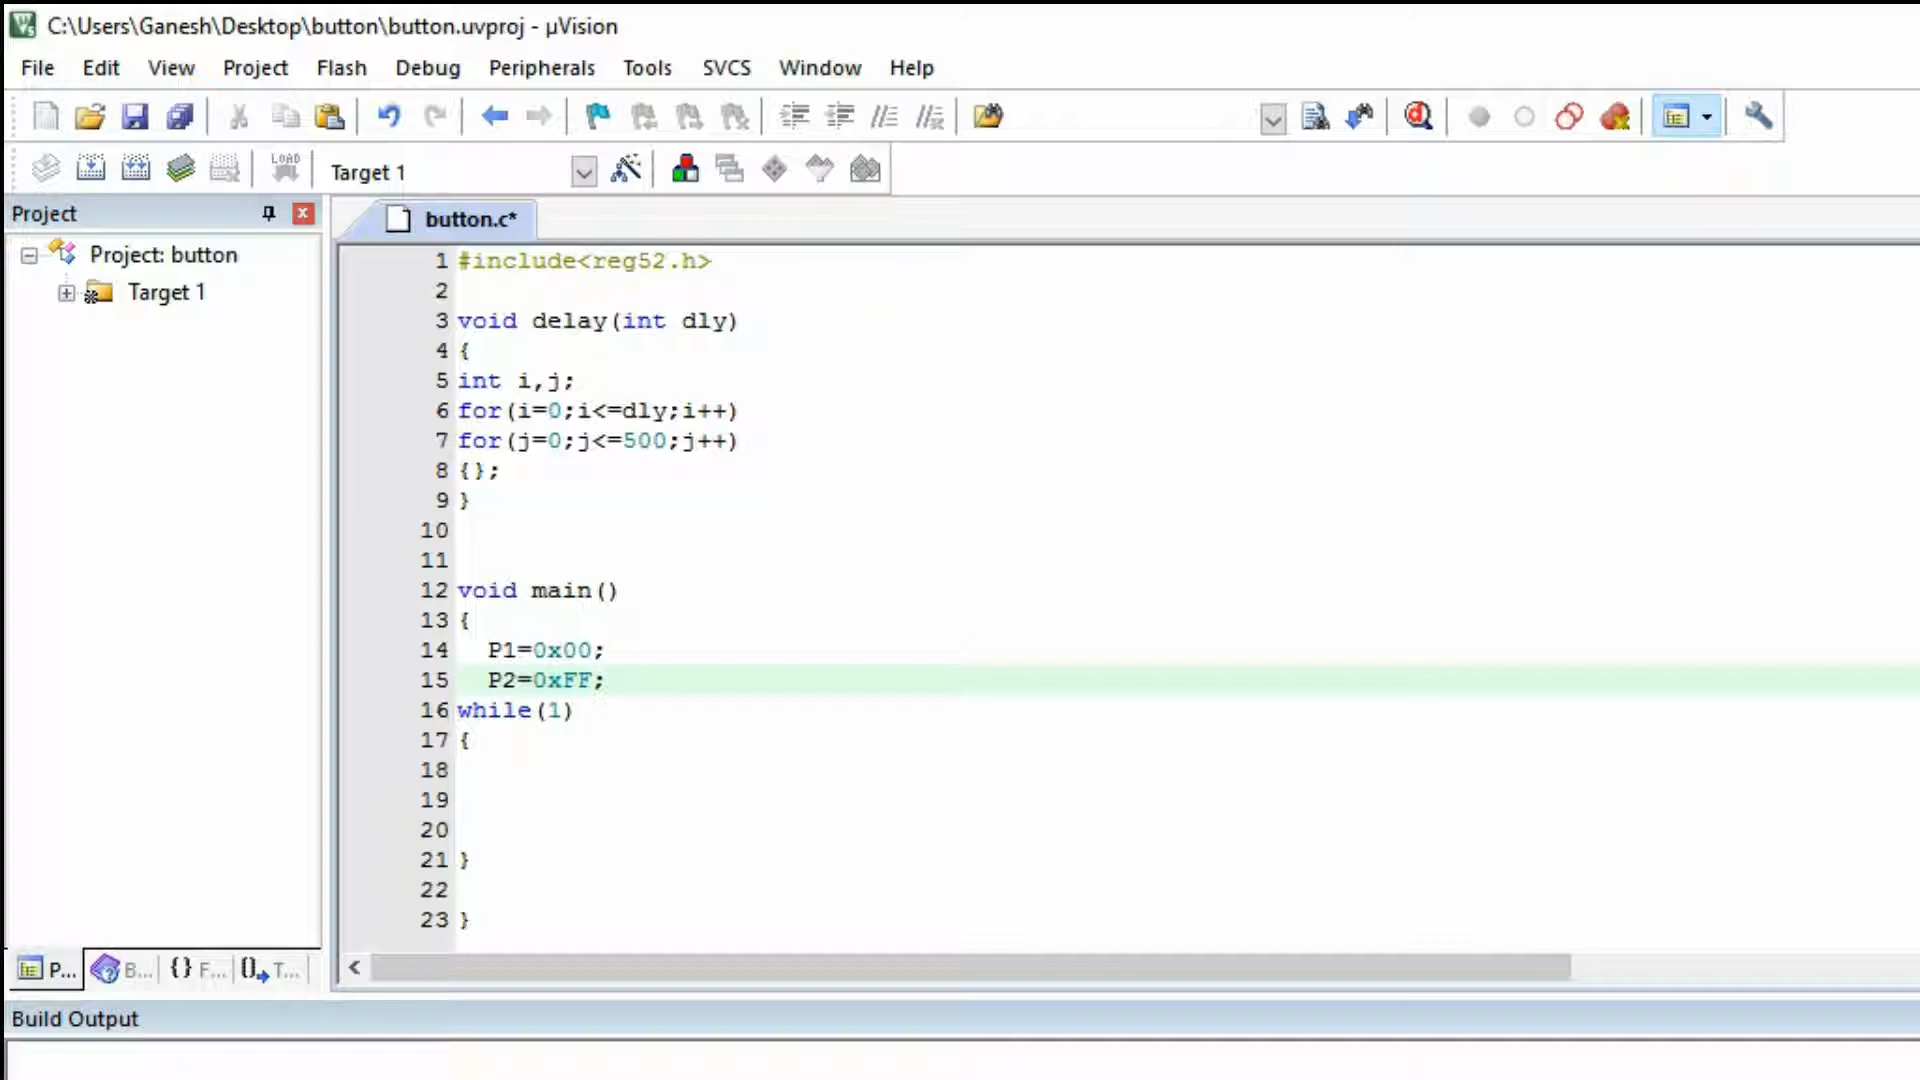 C:\Users\Ganesh\Desktop\button\button.uvproj - µVision
File Edit View Project Flash Debug Peripherals Tools SVCS Window Help
LOAD
Target 1
Project
button.c*
Project: button
Target 1
1 #include<reg52.h>
2
3 void delay(int dly)
4 {
5 int i,j;
6 for(i=0;i<=dly;i++)
7 for(j=0;j<=500;j++)
8 {};
9 }
10
11
12 void main()
13 {
14 P1=0x00;
15 P2=0xFF;
16 while(1)
17 {
18
19
20
21 }
22
23 }
P... B... {} F... 0 T...
Build Output